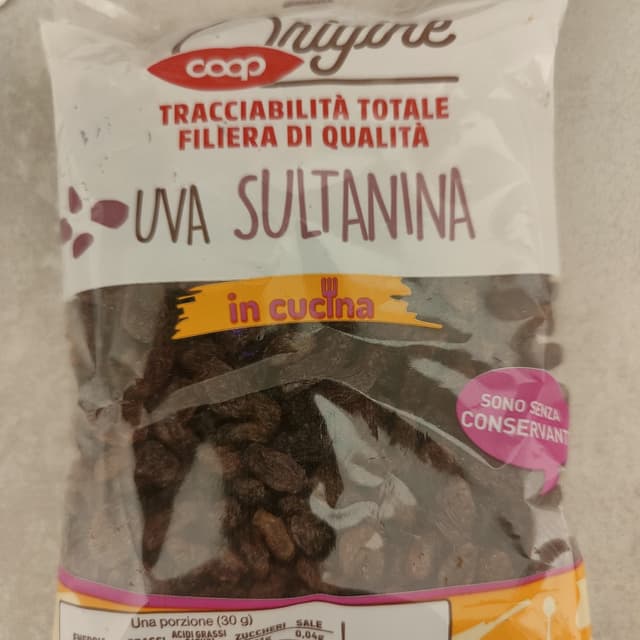 Origine
coop
TRACCIABILITÀ TOTALE
FILIERA DI QUALITÀ
UVA SULTANINA
in cucina
SONO SENZA
CONSERVANT
Una porzione (30 g)
ACIDI GRASSI ZUCCHERI SALE
0,04g